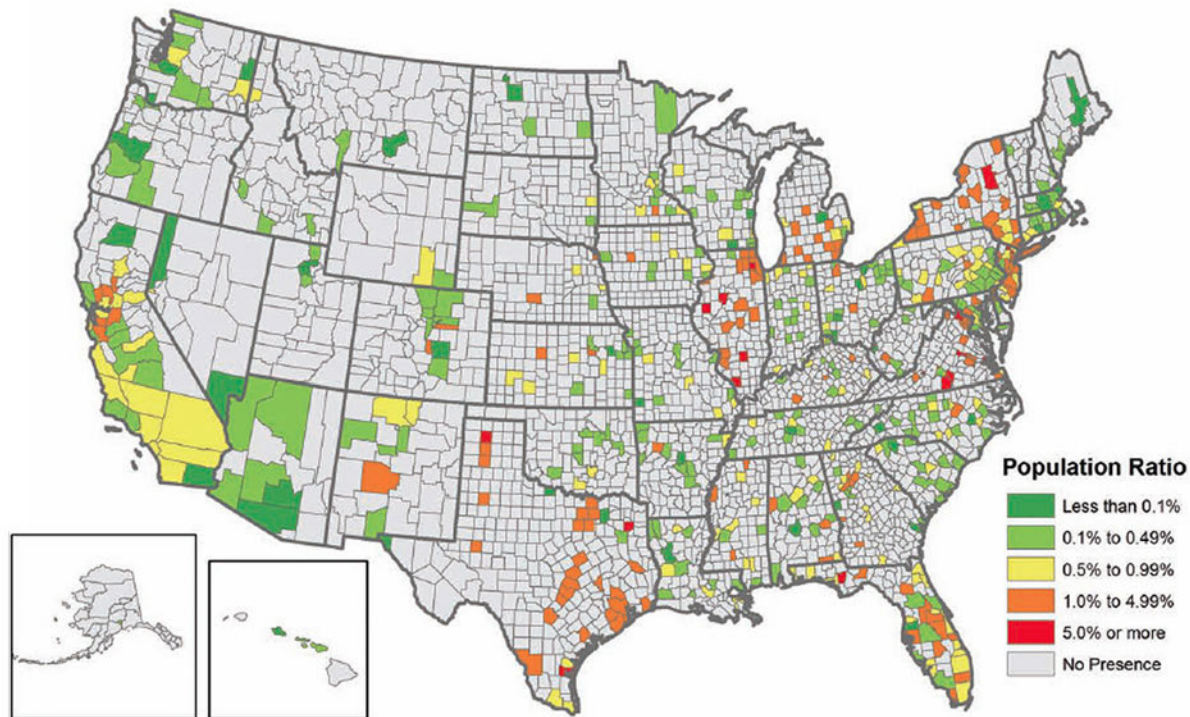 Population Ratio
Less than 0.1%
0.1% to 0.49%
0.5% to 0.99%
1.0% to 4.99%
5.0% or more
No Presence